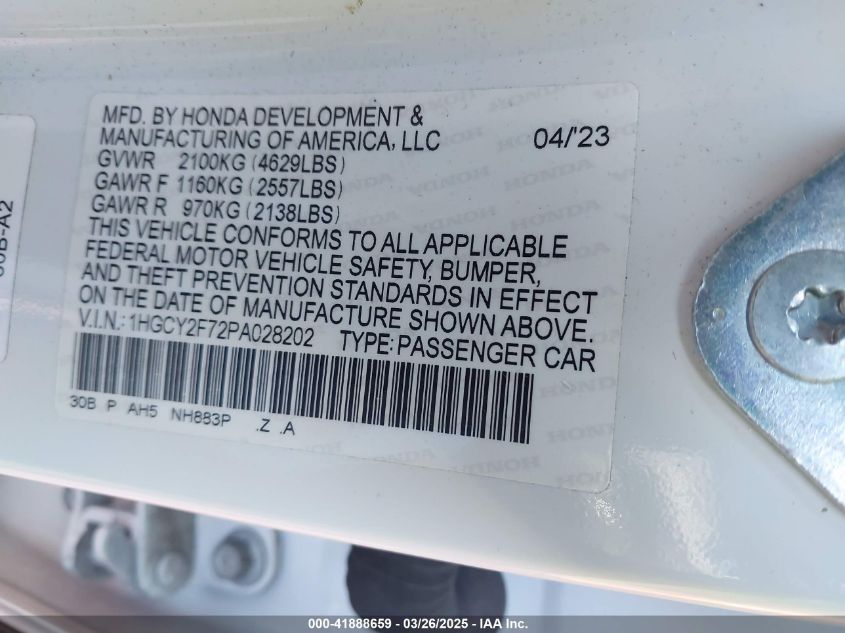 MFD. BY HONDA DEVELOPMENT &
MANUFACTURING OF AMERICA, LLC 04/'23
GVWR 2100KG (4629LBS)
GAWR F 1160KG (2557LBS)
GAWR R 970KG (2138LBS)
THIS VEHICLE CONFORMS TO ALL APPLICABLE
FEDERAL MOTOR VEHICLE SAFETY, BUMPER,
AND THEFT PREVENTION STANDARDS IN EFFECT
ON THE DATE OF MANUFACTURE SHOWN ABOVE.
V.I.N.: 1HGCY2F72PA028202 TYPE: PASSENGER CAR
30B P AH5 NH883P .Z .A
000-41888659 / 03/26/2025 - IAA Inc.